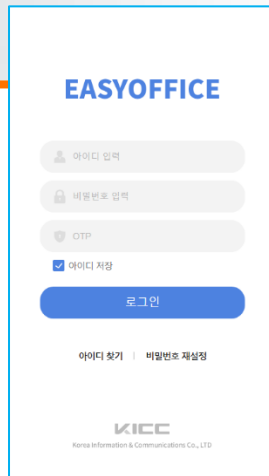 EASYOFFICE
아이디 입력
비밀번호 입력
OTP
아이디 저장
로그인
아이디 찾기 | 비밀번호 재설정
KICC
Korea Information & Communications Co., LTD